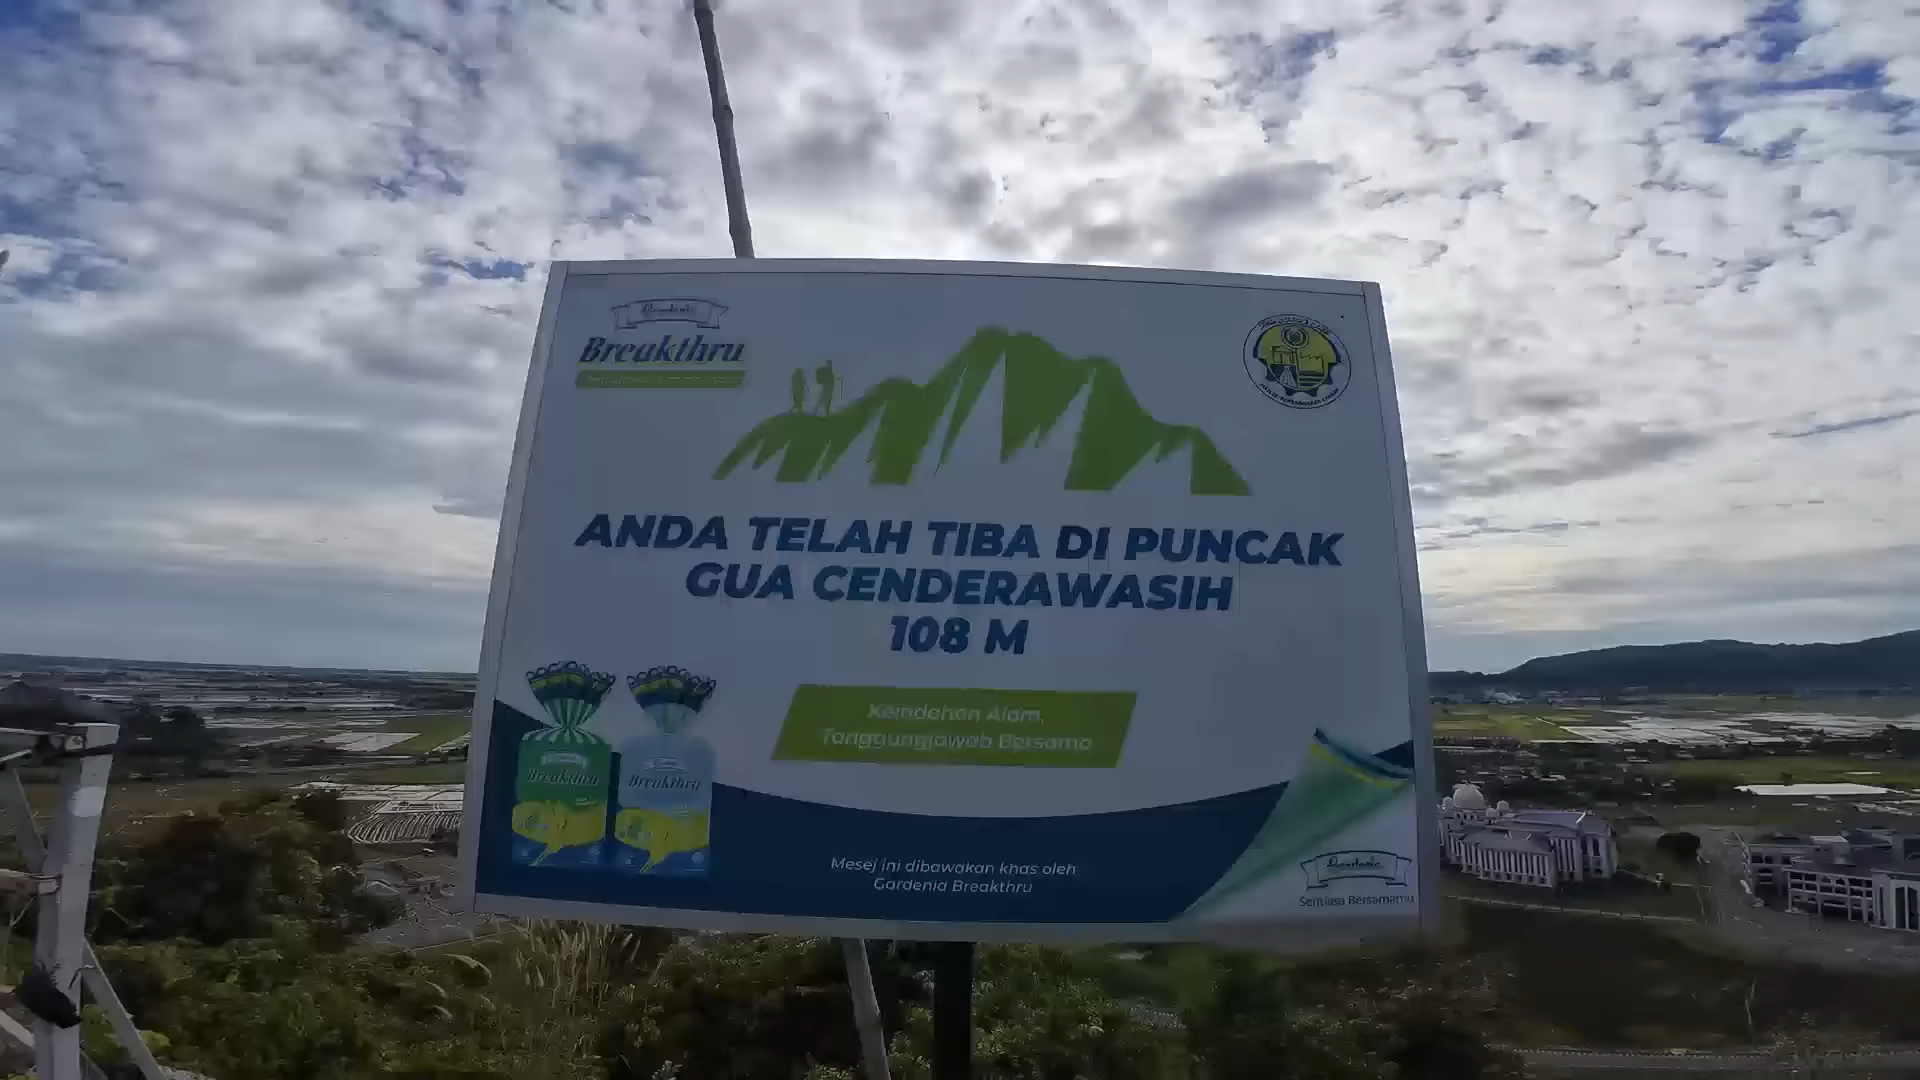 Gardenia
Breakthru
ANDA TELAH TIBA DI PUNCAK
GUA CENDERAWASIH
108 M
Keindahan Alam,
Tanggungjawab Bersama
Breakthru
Breakthru
Mesej ini dibawakan khas oleh
Gardenia Breakthru
Gardenia
Sentiasa Bersamamu